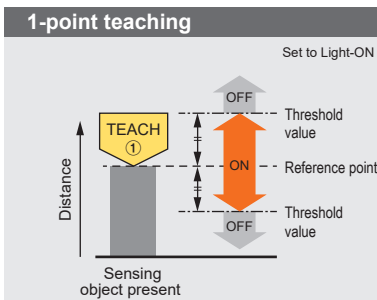 1-point teaching
Set to Light-ON
OFF
TEACH
①
Threshold
value
ON
Reference point
Distance
Threshold
value
OFF
Sensing
object present